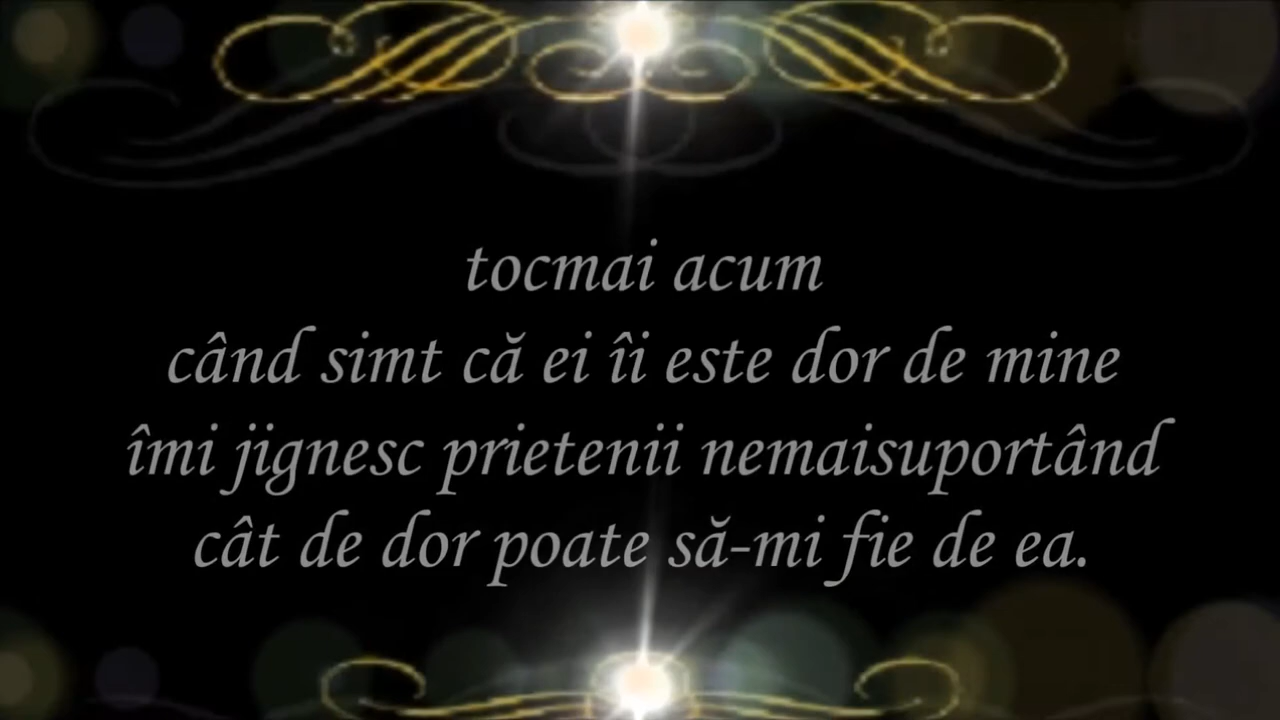 tocmai acum
când simt că ei îi este dor de mine
îmi jignesc prietenii nemaisuportând
cât de dor poate să-mi fie de ea.